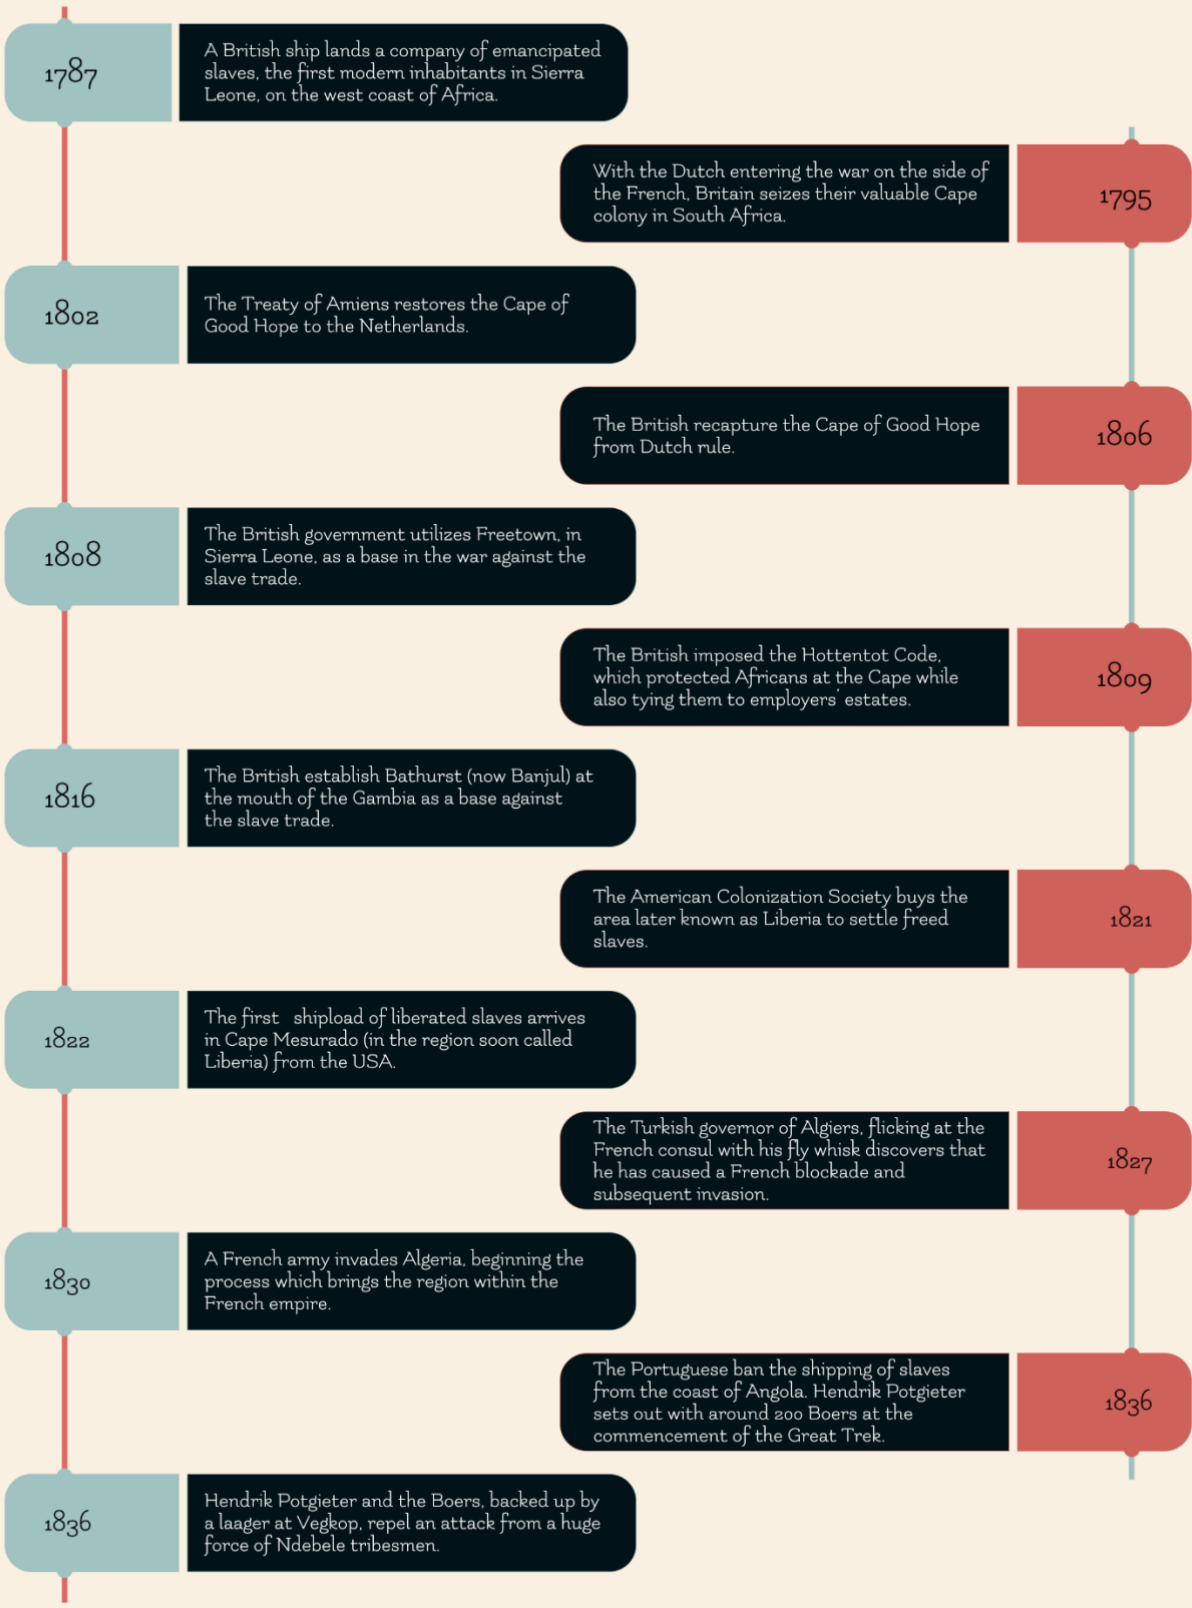 1787
A British ship lands a company of emancipated
slaves, the first modern inhabitants in Sierra
Leone, on the west coast of Africa.
With the Dutch entering the war on the side of
the French, Britain seizes their valuable Cape
colony in South Africa.
1795
1802
The Treaty of Amiens restores the Cape of
Good Hope to the Netherlands.
The British recapture the Cape of Good Hope
from Dutch rule.
1806
1808
The British government utilizes Freetown, in
Sierra Leone, as a base in the war against the
slave trade.
The British imposed the Hottentot Code,
which protected Africans at the Cape while
also tying them to employers' estates.
1809
1816
The British establish Bathurst (now Banjul) at
the mouth of the Gambia as a base against
the slave trade.
The American Colonization Society buys the
area later known as Liberia to settle freed
slaves.
1821
1822
The first shipload of liberated slaves arrives
in Cape Mesurado (in the region soon called
Liberia) from the USA.
The Turkish governor of Algiers, flicking at the
French consul with his fly whisk discovers that
he has caused a French blockade and
subsequent invasion.
1827
1830
A French army invades Algeria, beginning the
process which brings the region within the
French empire.
The Portuguese ban the shipping of slaves
from the coast of Angola. Hendrik Potgieter
sets out with around 200 Boers at the
commencement of the Great Trek.
1836
1836
Hendrik Potgieter and the Boers, backed up by
a laager at Vegkop, repel an attack from a huge
force of Ndebele tribesmen.